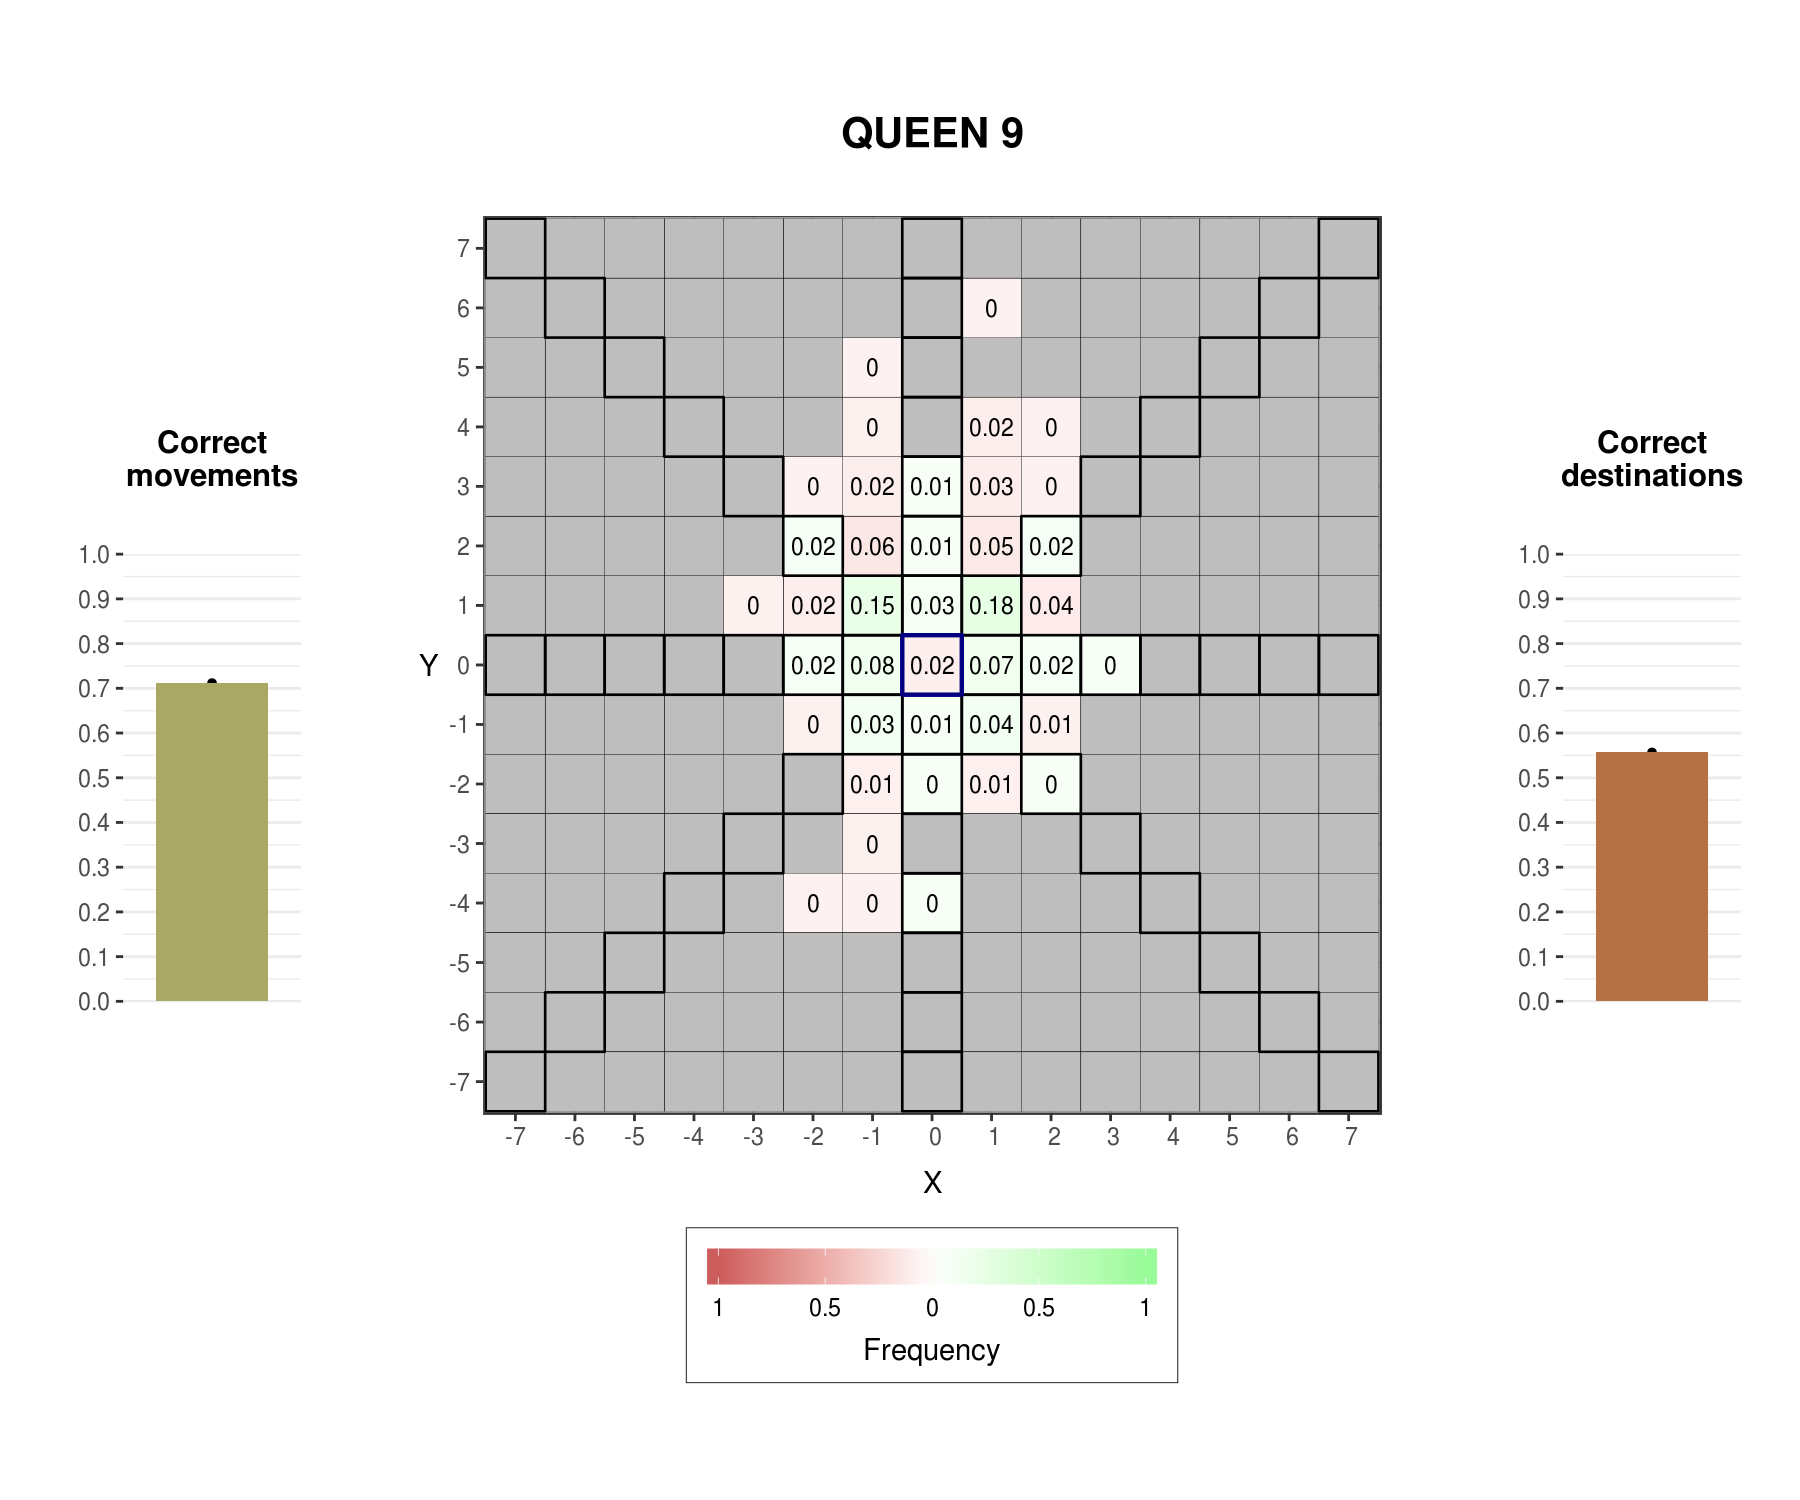 QUEEN 9
Correct
movements
1.0
0.9
0.8
0.7
0.6
0.5
0.4
0.3
0.2
0.1
0.0
Y
7
6 0
5 0
4 0 0.02 0
3 0 0.02 0.01 0.03 0
2 0.02 0.06 0.01 0.05 0.02
1 0 0.02 0.15 0.03 0.18 0.04
0 0.02 0.08 0.02 0.07 0.02 0
-1 0 0.03 0.01 0.04 0.01
-2 0.01 0 0.01 0
-3 0
-4 0 0 0
-5
-6
-7
-7 -6 -5 -4 -3 -2 -1 0 1 2 3 4 5 6 7
X
1 0.5 0 0.5 1
Frequency
Correct
destinations
1.0
0.9
0.8
0.7
0.6
0.5
0.4
0.3
0.2
0.1
0.0